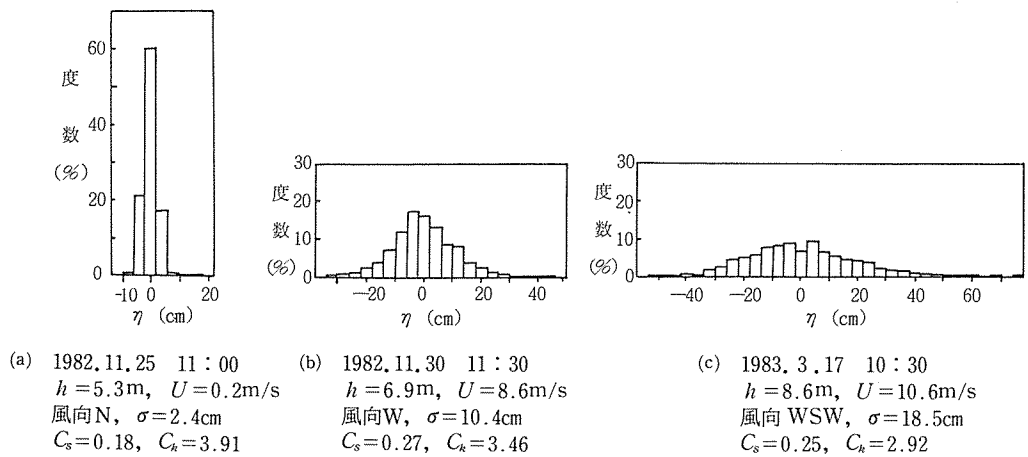 度
数
(%)
60
40
20
0
-10 0 20
η (cm)
度
数
(%)
30
20
10
0
—20 0 20 40
η (cm)
度
数
(%)
30
20
10
0
—40 —20 0 20 40 60
η (cm)
(a) 1982.11.25 11：00
h=5.3m, U=0.2m/s
風向N, σ=2.4cm
Cs=0.18, Ck=3.91
(b) 1982.11.30 11：30
h=6.9m, U=8.6m/s
風向W, σ=10.4cm
Cs=0.27, Ck=3.46
(c) 1983.3.17 10：30
h=8.6m, U=10.6m/s
風向 WSW, σ=18.5cm
Cs=0.25, Ck=2.92